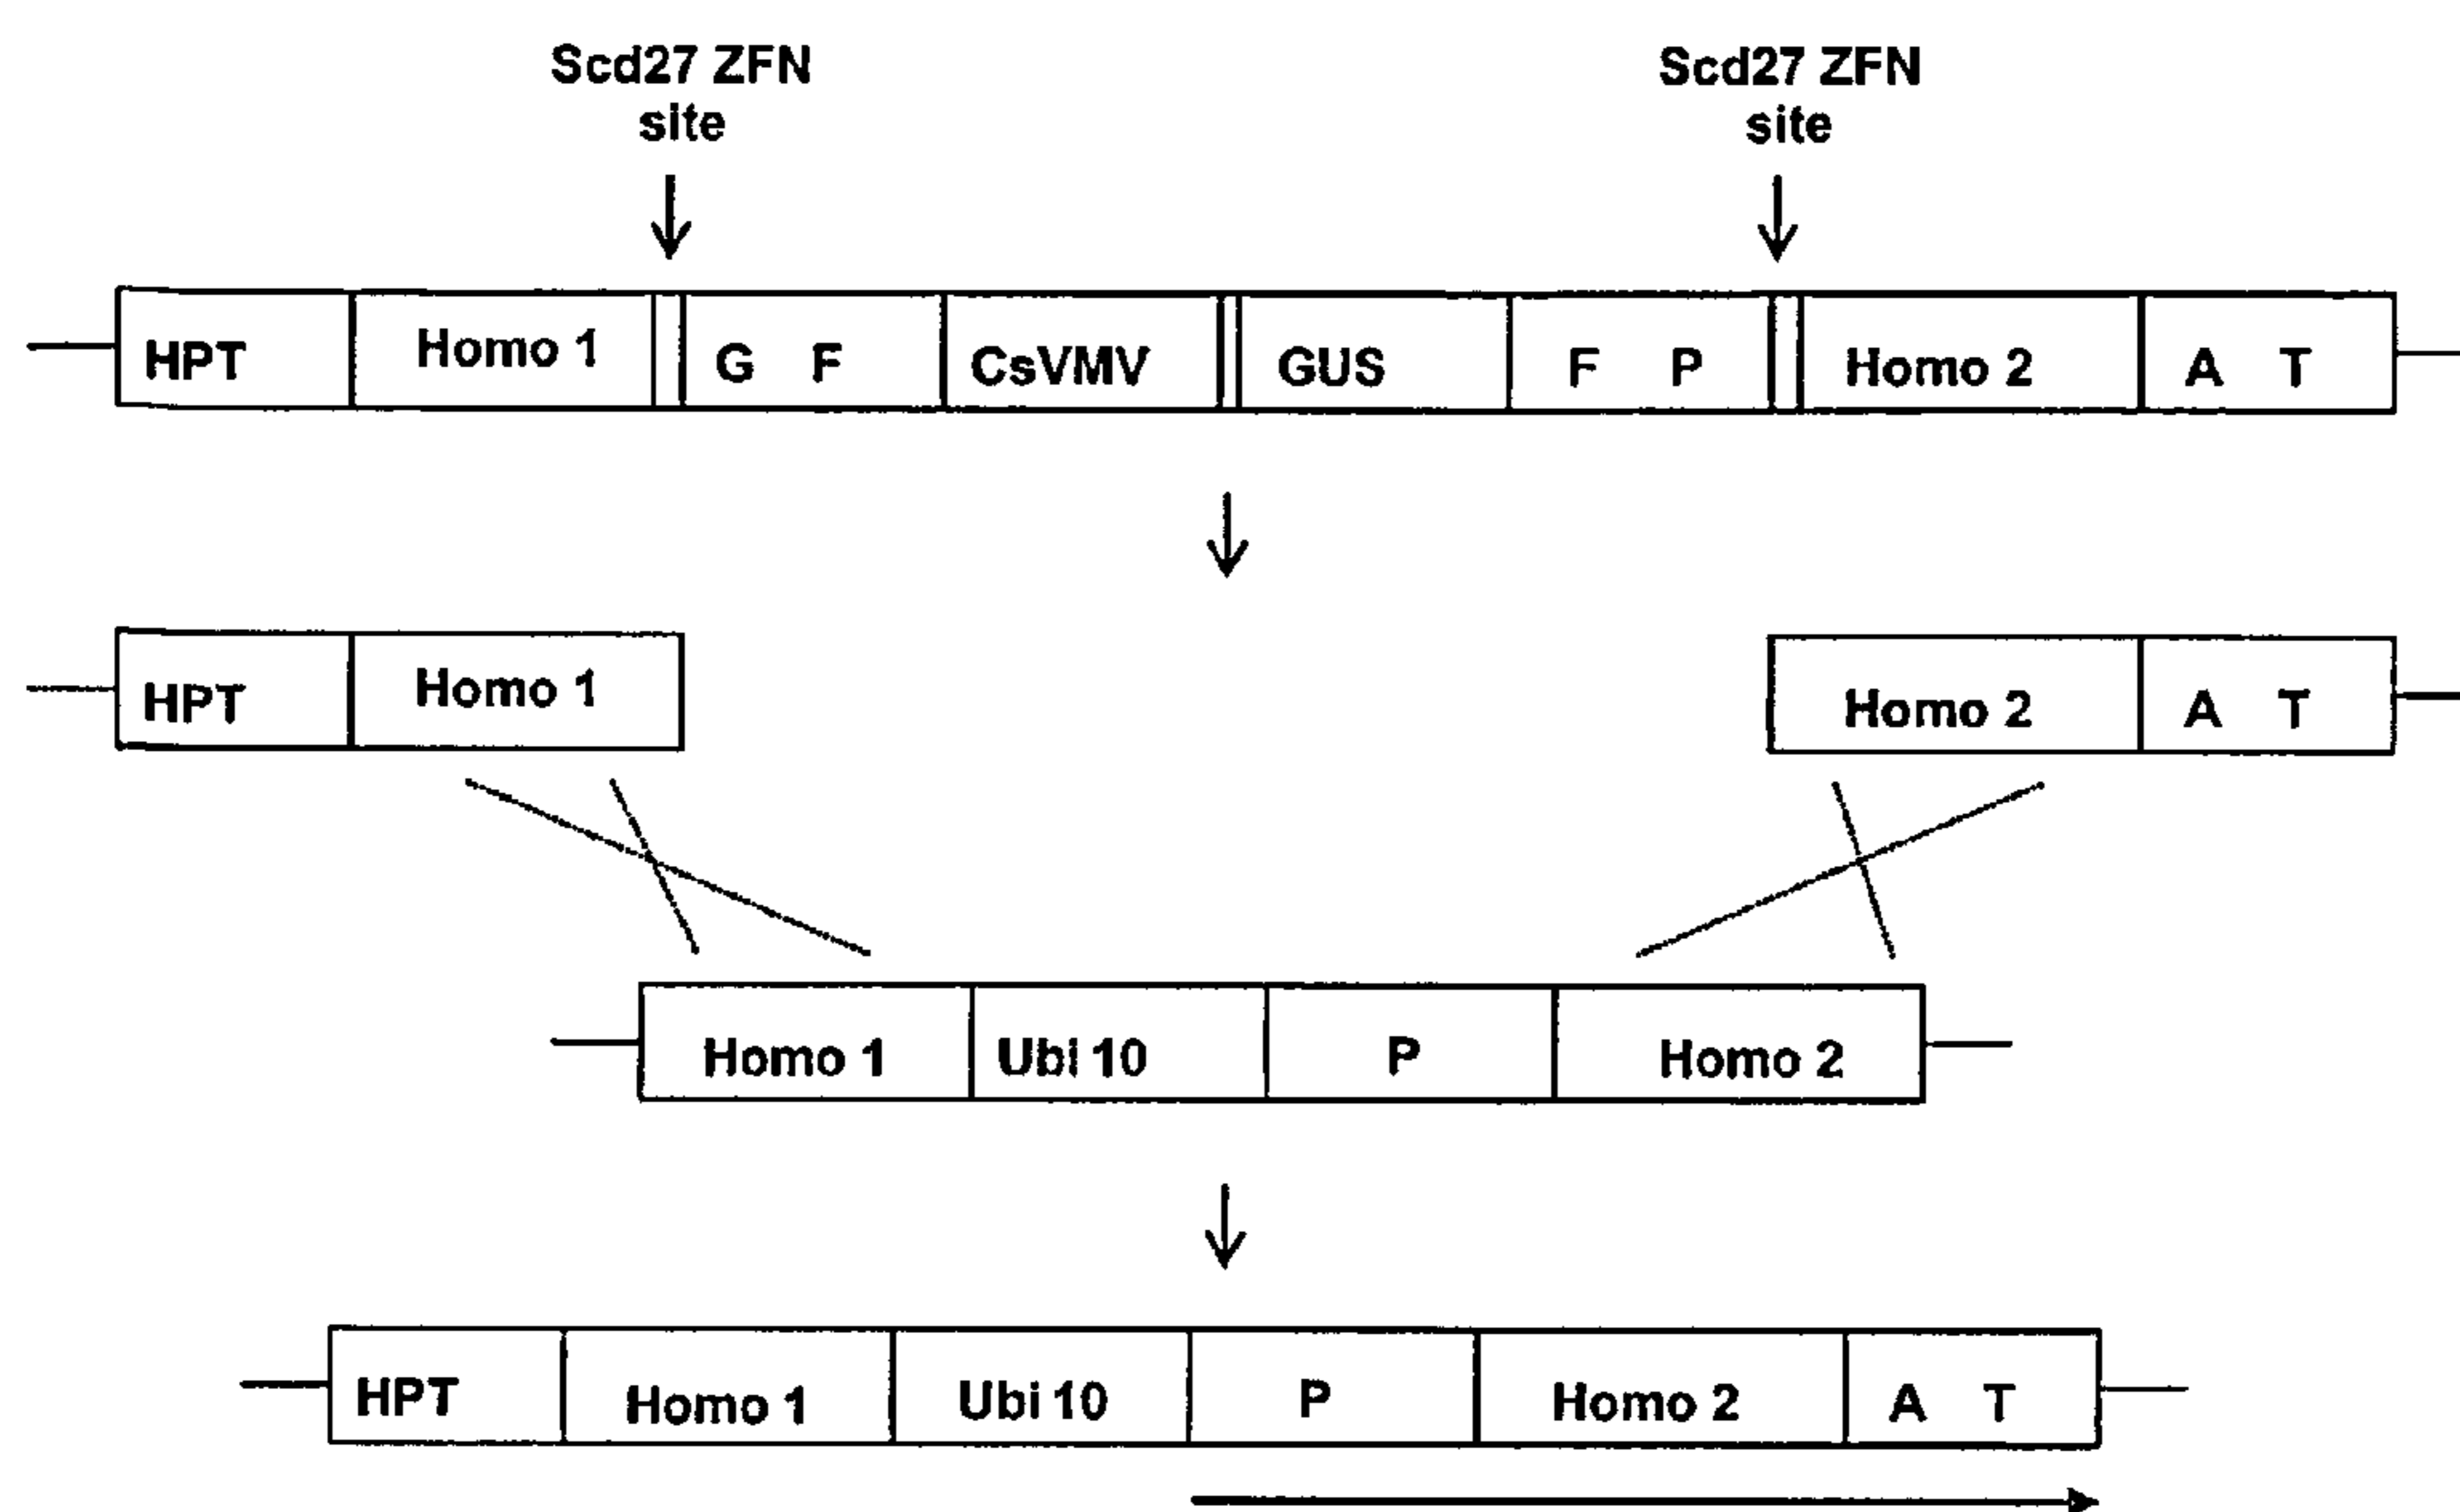 Scd27 ZFN
site
Scd27 ZFN
site
HPT Homo 1 G F CsVMV GUS F P Homo 2 A T
HPT Homo 1
Homo 2 A T
Homo 1 Ubi 10 P Homo 2
HPT Homo 1 Ubi 10 P Homo 2 A T